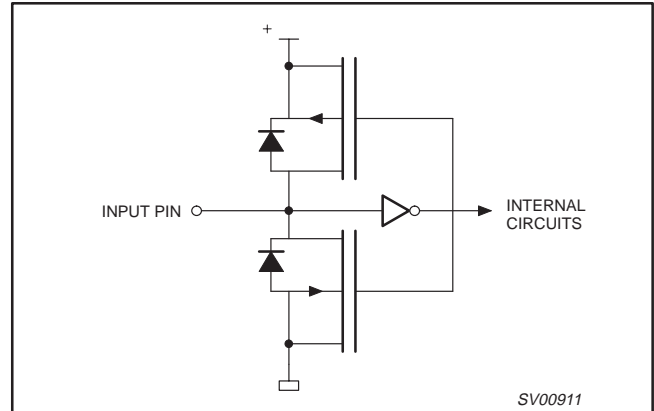 +
INPUT PIN
INTERNAL
CIRCUITS
SV00911